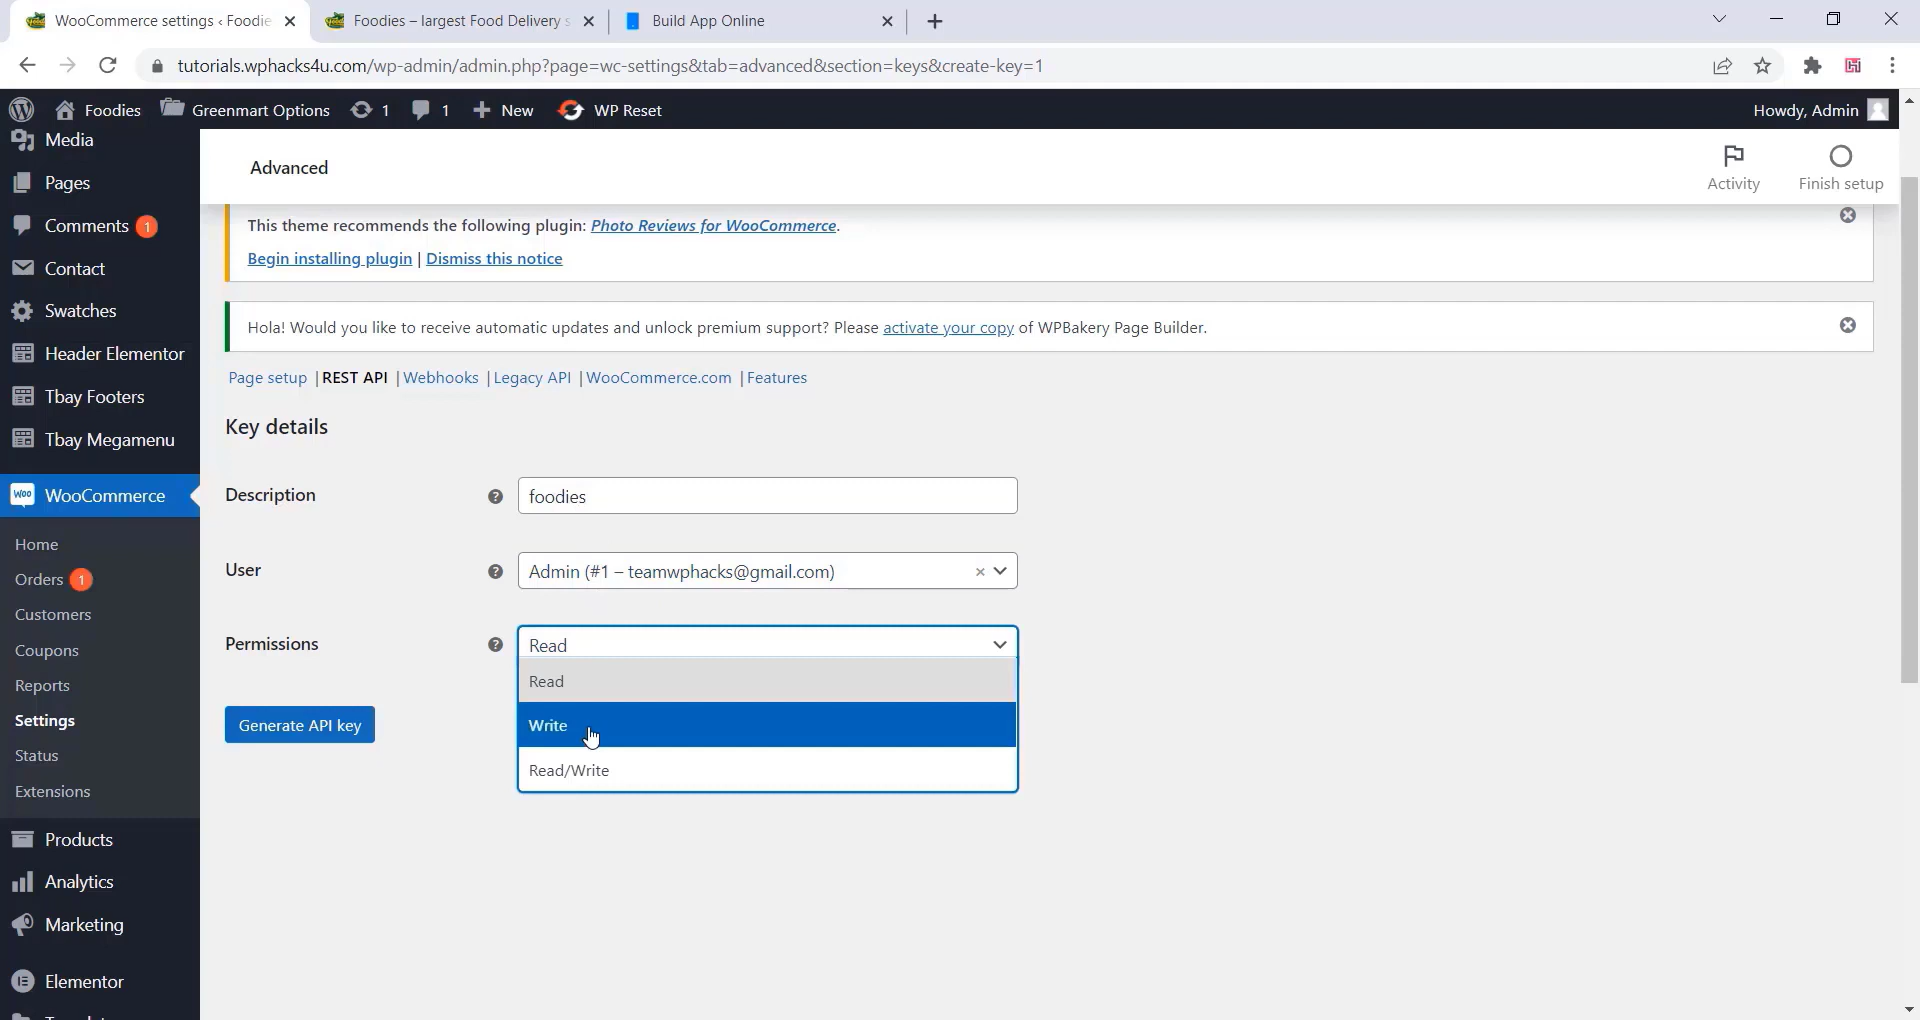 WooCommerce settings ‹ Foodie
Foodies – largest Food Delivery s
Build App Online
tutorials.wphacks4u.com/wp-admin/admin.php?page=wc-settings&tab=advanced&section=keys&create-key=1
Foodies
Greenmart Options
1
1
New
WP Reset
Howdy, Admin
Media
Pages
Comments 1
Contact
Swatches
Header Elementor
Tbay Footers
Tbay Megamenu
Woo WooCommerce
Home
Orders 1
Customers
Coupons
Reports
Settings
Status
Extensions
Products
Analytics
Marketing
Elementor
Advanced
Activity
Finish setup
This theme recommends the following plugin: Photo Reviews for WooCommerce.
Begin installing plugin | Dismiss this notice
Hola! Would you like to receive automatic updates and unlock premium support? Please activate your copy of WPBakery Page Builder.
Page setup | REST API | Webhooks | Legacy API | WooCommerce.com | Features
Key details
Description ? foodies
User ? Admin (#1 – teamwphacks@gmail.com) ×
Permissions ? Read
Read
Write
Read/Write
Generate API key